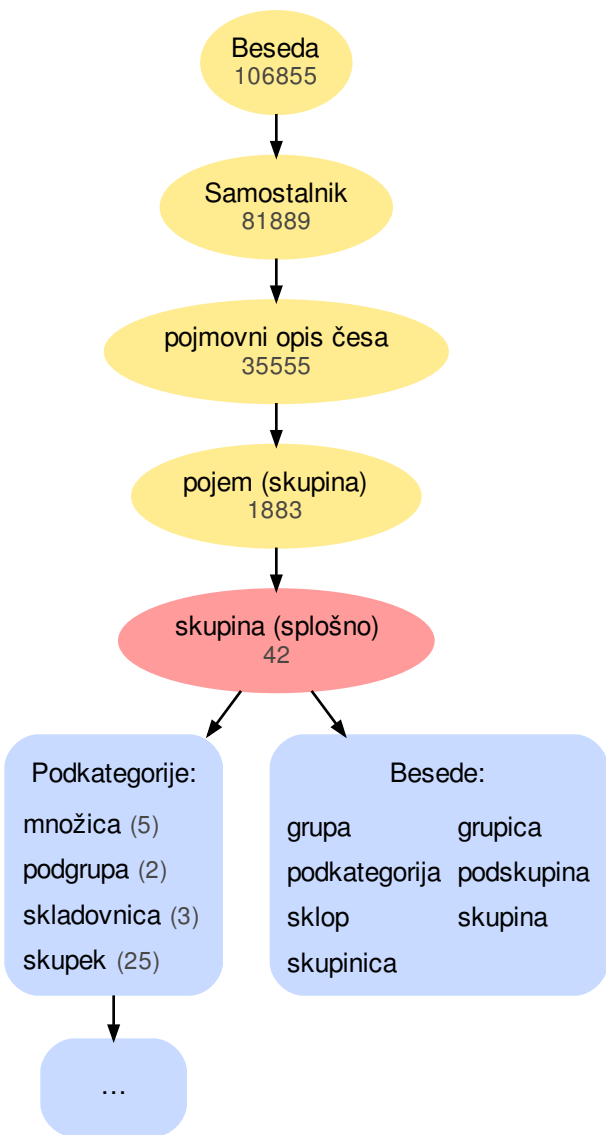 Beseda
106855
Samostalnik
81889
pojmovni opis česa
35555
pojem (skupina)
1883
skupina (splošno)
42
Podkategorije:
množica (5)
podgrupa (2)
skladovnica (3)
skupek (25)
...
Besede:
grupa grupica
podkategorija podskupina
sklop skupina
skupinica